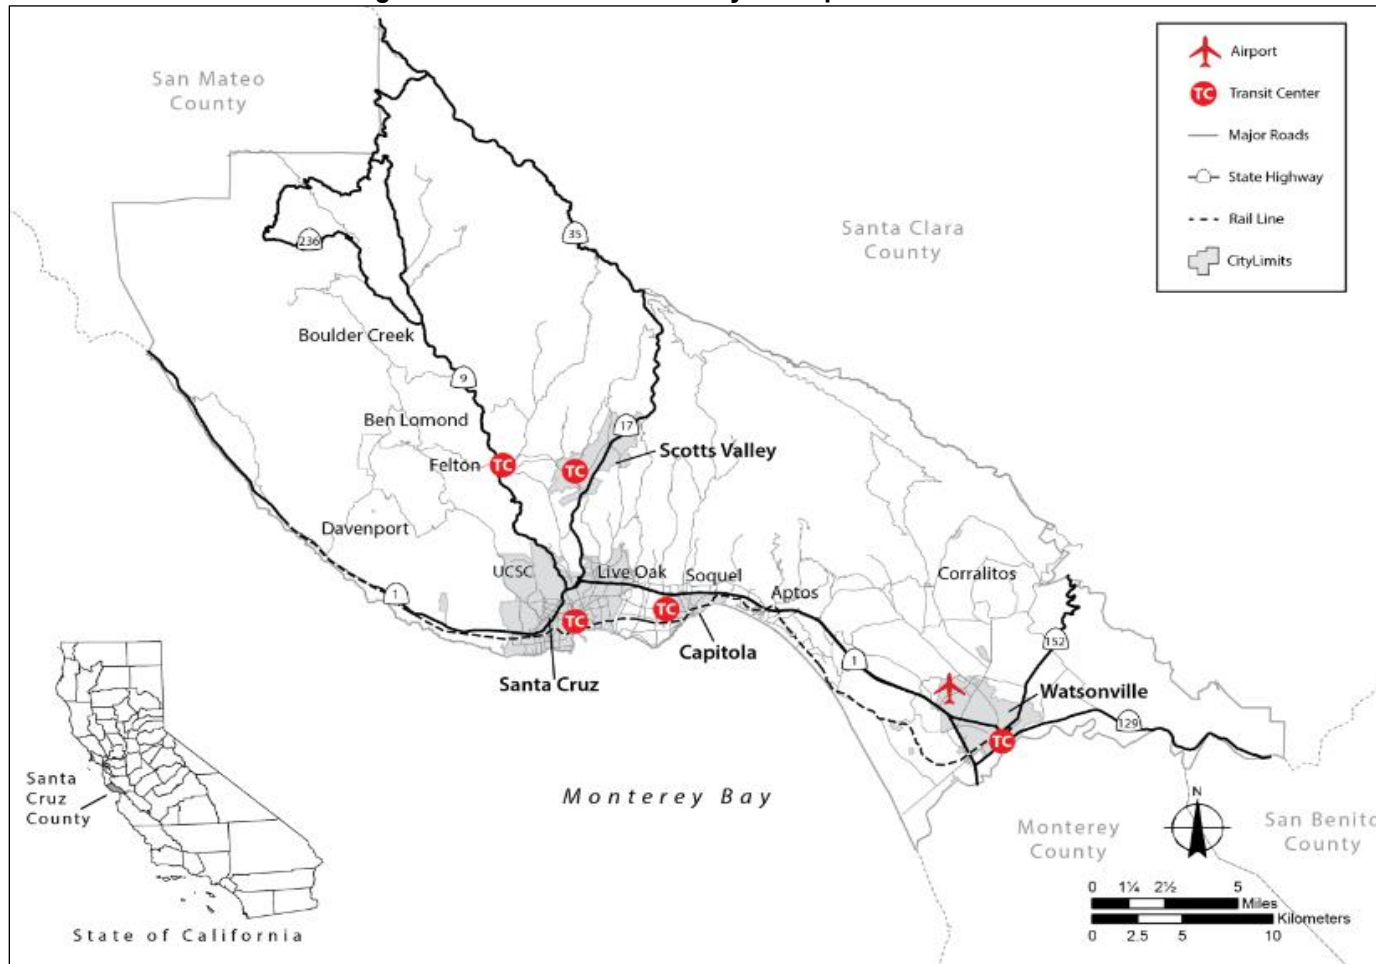 San Mateo
County
Airport
TC
Transit Center
Major Roads
State Highway
Rail Line
CityLimits
Santa Clara
County
35
236
Boulder Creek
9
Ben Lomond
17
Scotts Valley
Felton
TC
TC
Davenport
UCSC
Live Oak
Soquel
Aptos
Corralitos
1
TC
TC
Capitola
Santa Cruz
1
152
Watsonville
129
TC
Monterey Bay
Santa
Cruz
County
State of California
Monterey
County
San Benito
County
N
0 1¼ 2½ 5
Miles
Kilometers
0 2.5 5 10